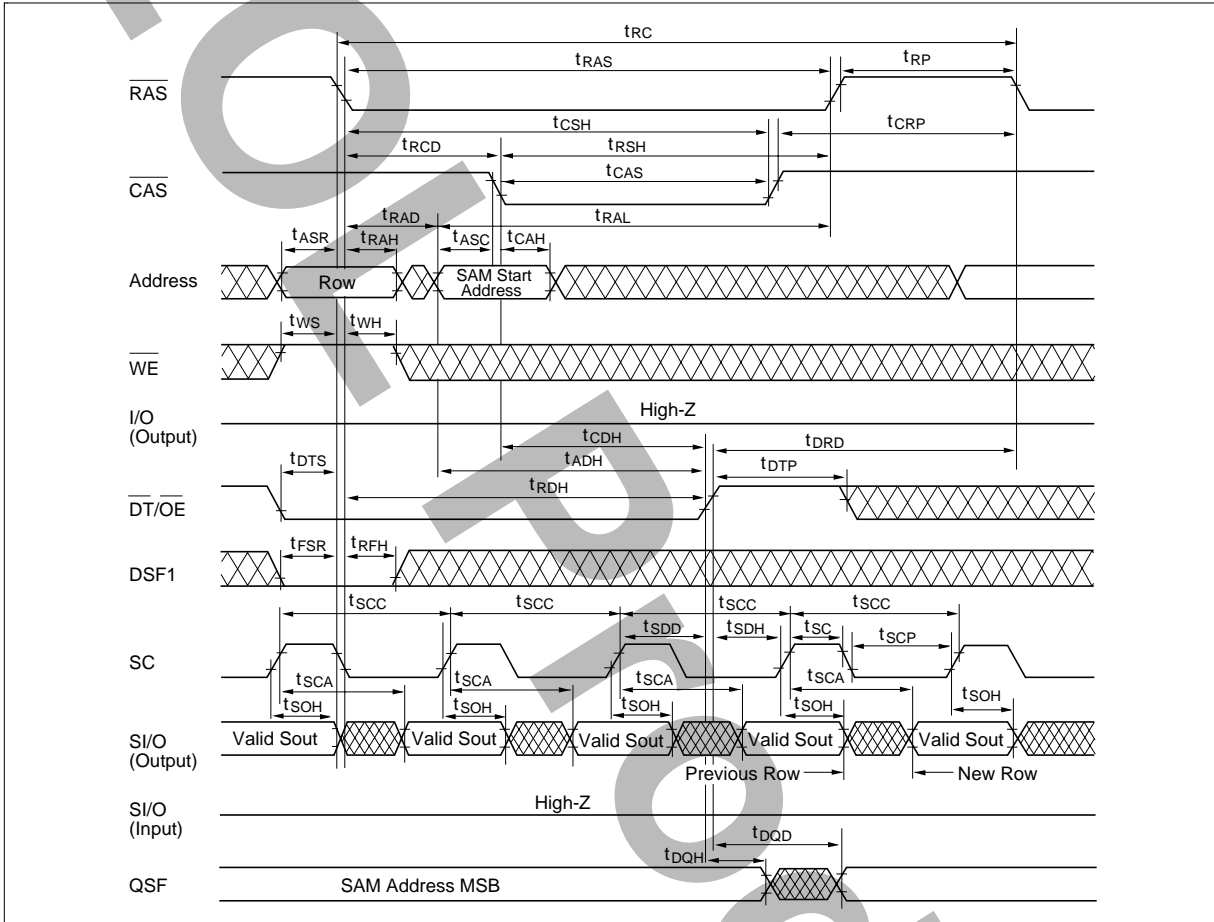 tRC
tRAS
tRP
RAS
tCSH
tCRP
tRCD
tRSH
CAS
tCAS
tRAD
tRAL
tASR
tRAH
tASC
tCAH
Address
Row
SAM Start
Address
tWS
tWH
WE
I/O
(Output)
High-Z
tCDH
tDRD
tADH
tDTS
tDTP
tRDH
DT/OE
tFSR
tRFH
DSF1
tSCC
tSCC
tSCC
tSCC
tSDD
tSDH
tSC
tSCP
SC
tSCA
tSCA
tSCA
tSCA
tSOH
tSOH
tSOH
tSOH
tSOH
SI/O
(Output)
Valid Sout
Valid Sout
Valid Sout
Valid Sout
Valid Sout
Previous Row
New Row
SI/O
(Input)
High-Z
tDQD
tDQH
QSF
SAM Address MSB